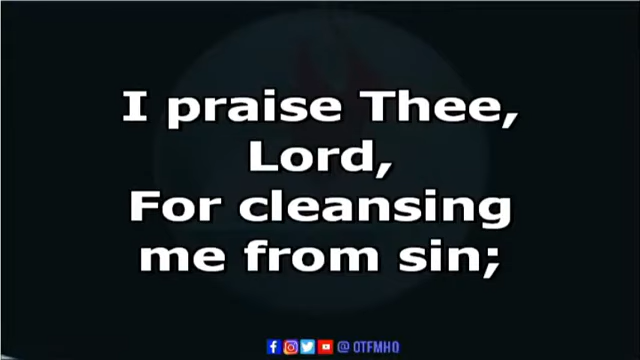 I praise Thee,
Lord,
For cleansing
me from sin;
@ OTFMHQ